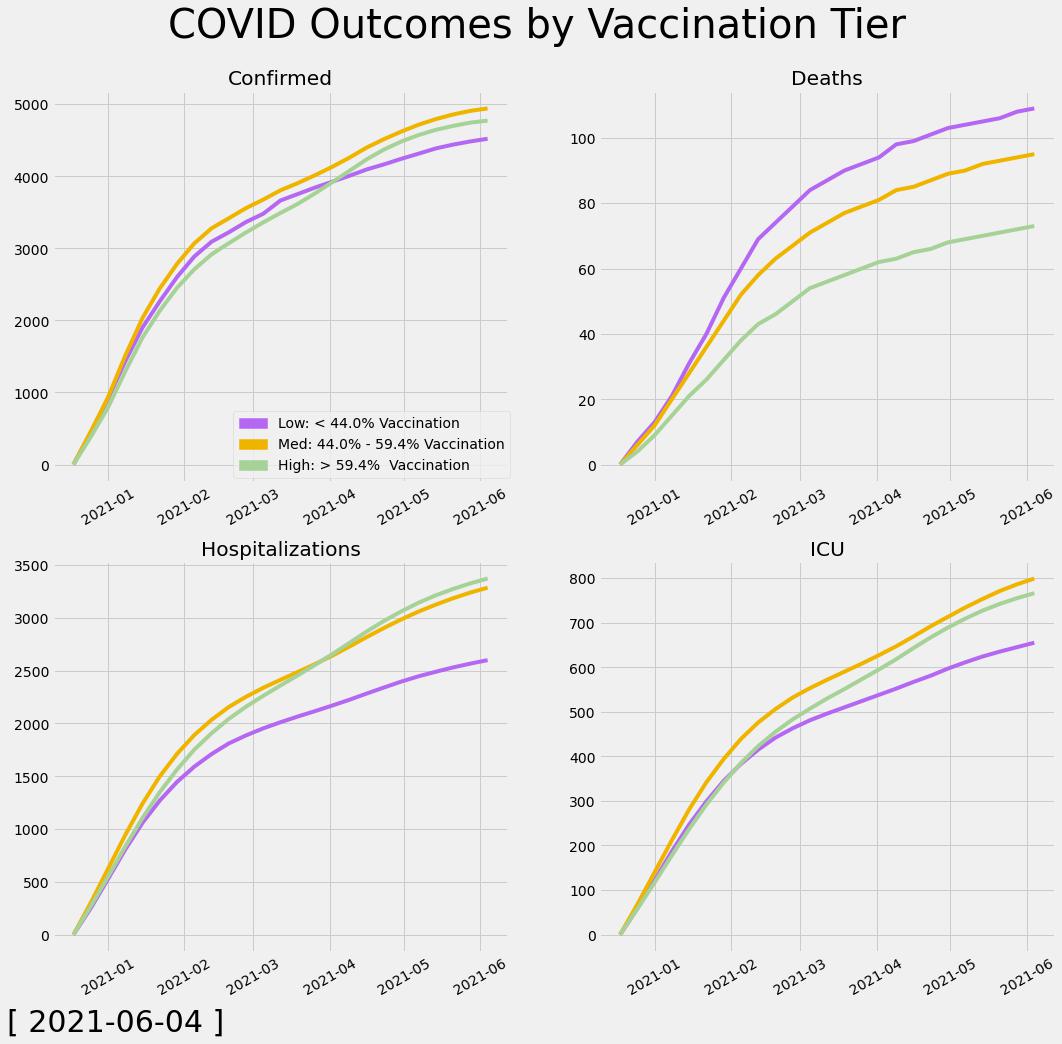 COVID Outcomes by Vaccination Tier
Confirmed
5000
4000
3000
2000
1000
0
Low: < 44.0% Vaccination
Med: 44.0% - 59.4% Vaccination
High: > 59.4%  Vaccination
2021-01 2021-02 2021-03 2021-04 2021-05 2021-06
Deaths
100
80
60
40
20
0
2021-01 2021-02 2021-03 2021-04 2021-05 2021-06
Hospitalizations
3500
3000
2500
2000
1500
1000
500
0
2021-01 2021-02 2021-03 2021-04 2021-05 2021-06
ICU
800
700
600
500
400
300
200
100
0
2021-01 2021-02 2021-03 2021-04 2021-05 2021-06
[ 2021-06-04 ]